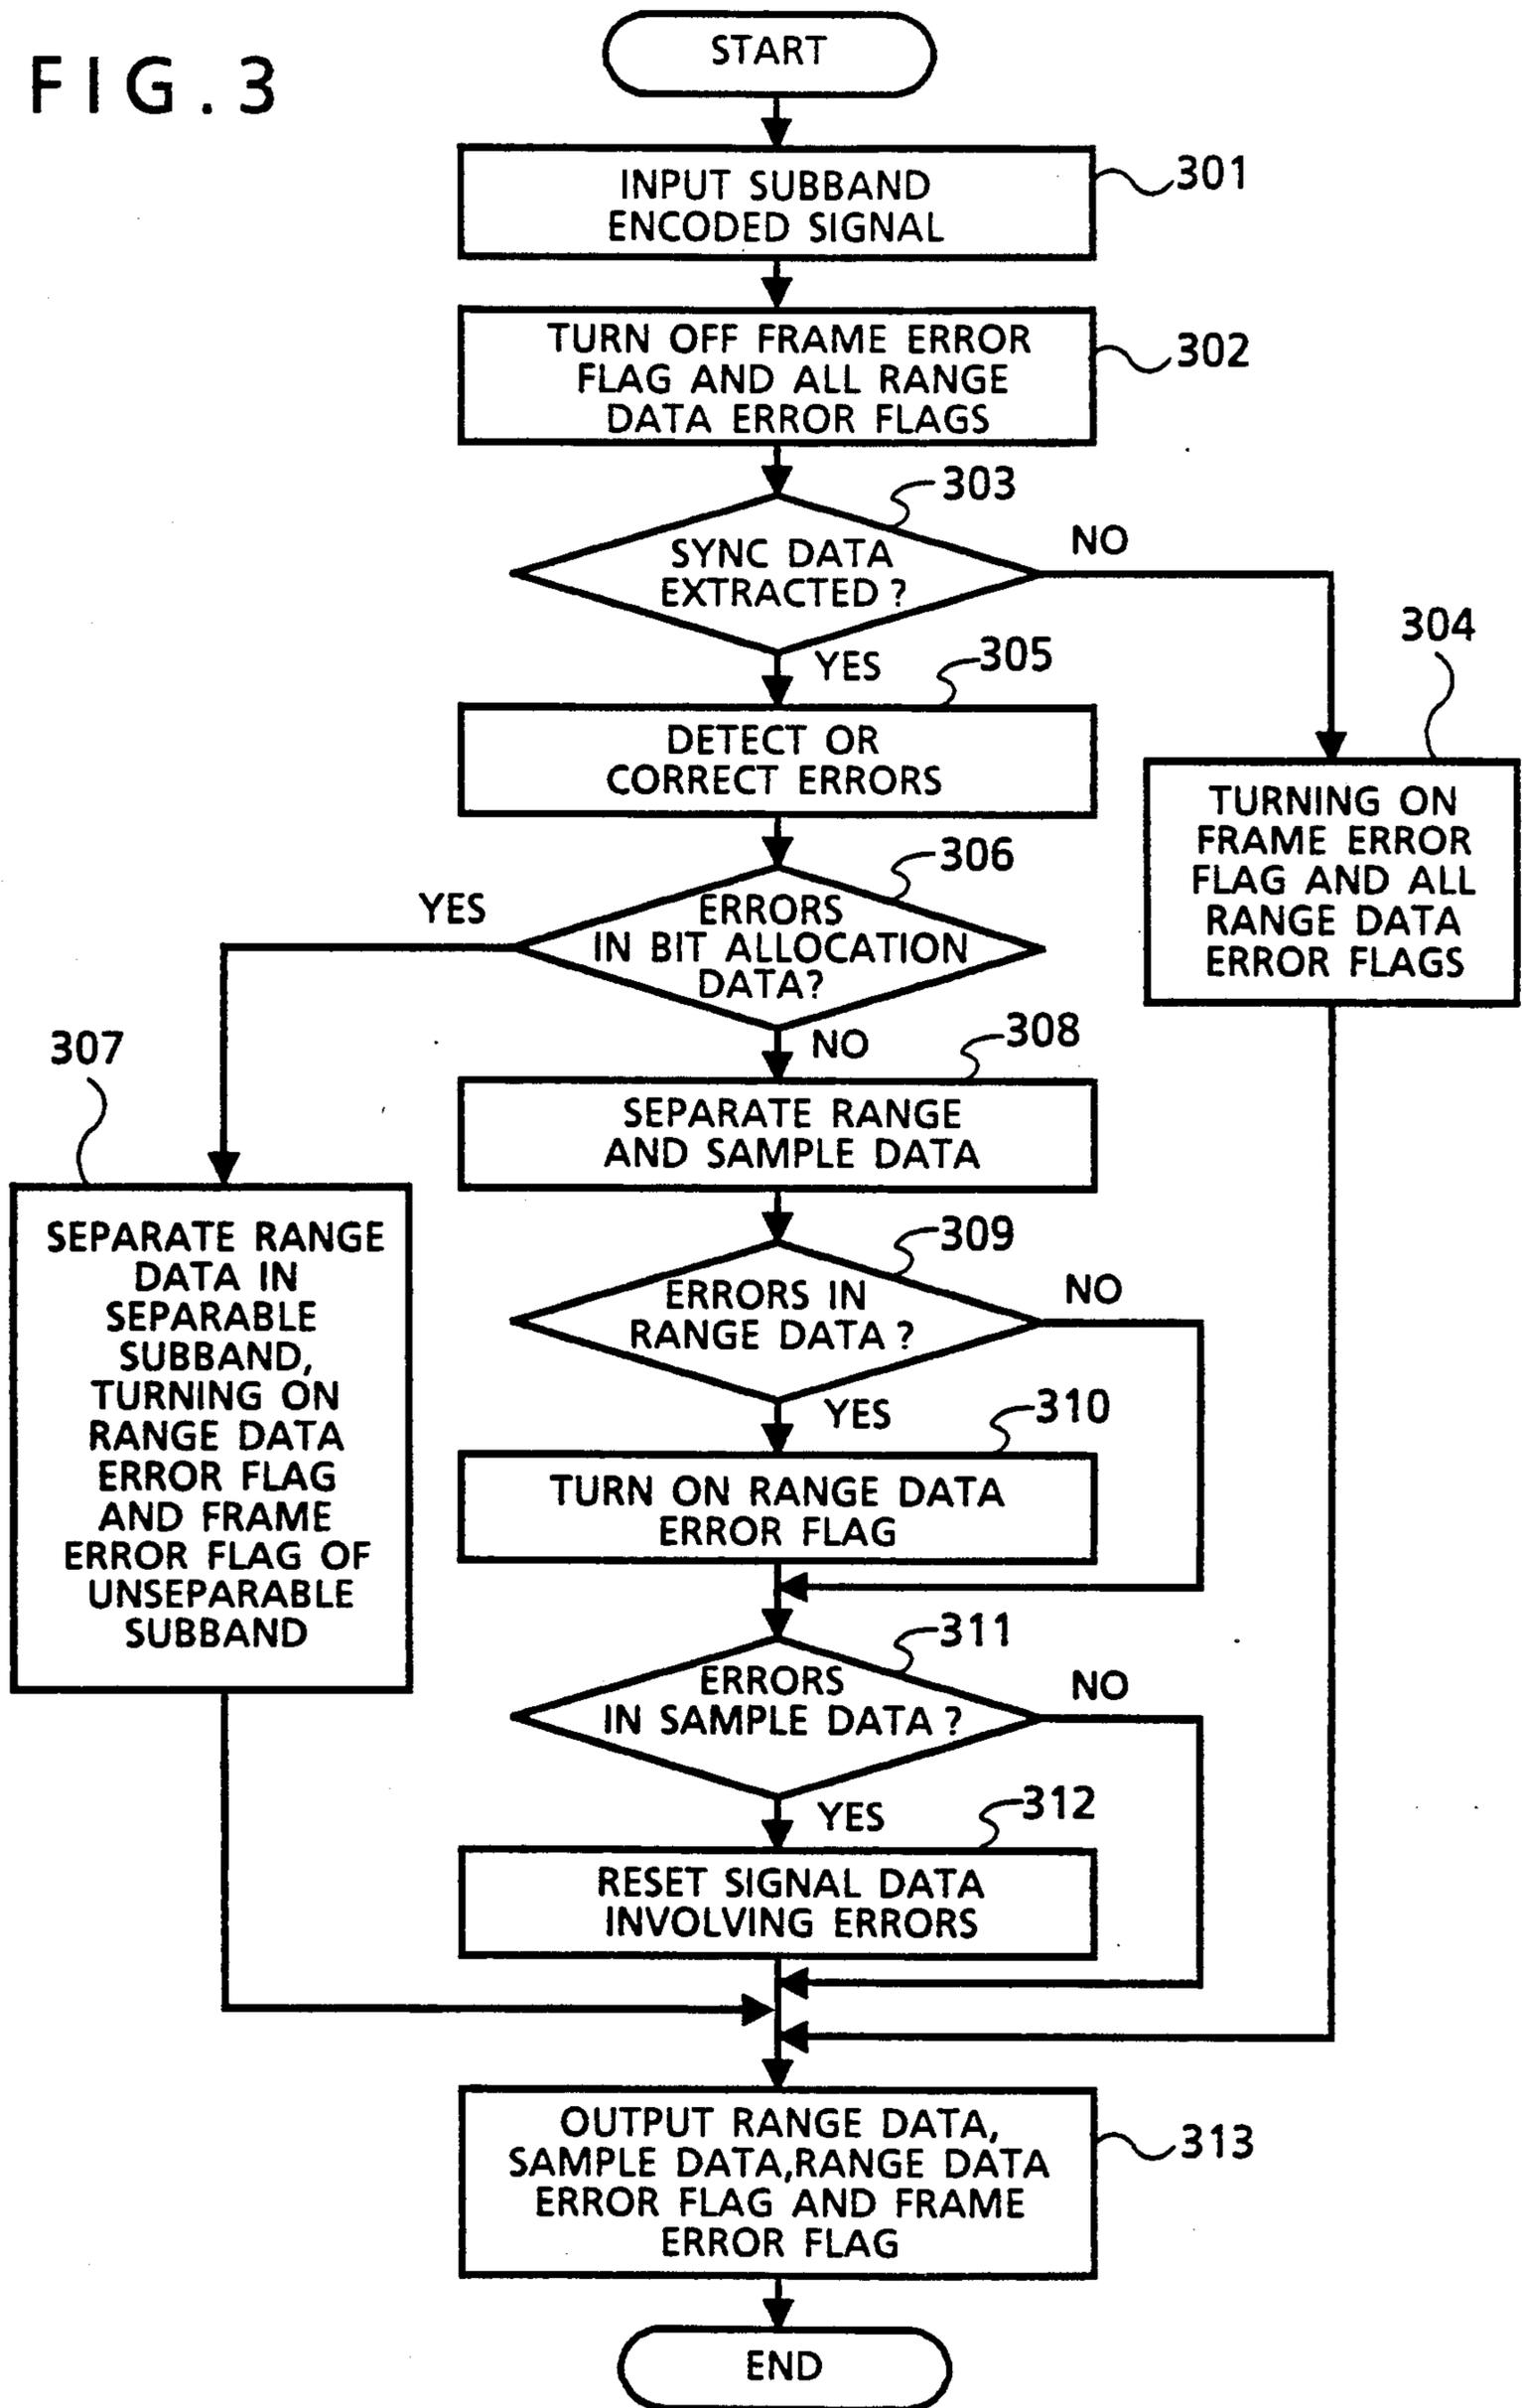 FIG.3
START
INPUT SUBBAND
ENCODED SIGNAL
301
TURN OFF FRAME ERROR
FLAG AND ALL RANGE
DATA ERROR FLAGS
302
303
SYNC DATA
EXTRACTED?
NO
YES
304
TURNING ON
FRAME ERROR
FLAG AND ALL
RANGE DATA
ERROR FLAGS
305
DETECT OR
CORRECT ERRORS
306
ERRORS
IN BIT ALLOCATION
DATA?
YES
NO
307
SEPARATE RANGE
DATA IN
SEPARABLE
SUBBAND,
TURNING ON
RANGE DATA
ERROR FLAG
AND FRAME
ERROR FLAG OF
UNSEPARABLE
SUBBAND
308
SEPARATE RANGE
AND SAMPLE DATA
309
ERRORS IN
RANGE DATA?
NO
YES
310
TURN ON RANGE DATA
ERROR FLAG
311
ERRORS
IN SAMPLE DATA?
NO
YES
312
RESET SIGNAL DATA
INVOLVING ERRORS
OUTPUT RANGE DATA,
SAMPLE DATA,RANGE DATA
ERROR FLAG AND FRAME
ERROR FLAG
313
END